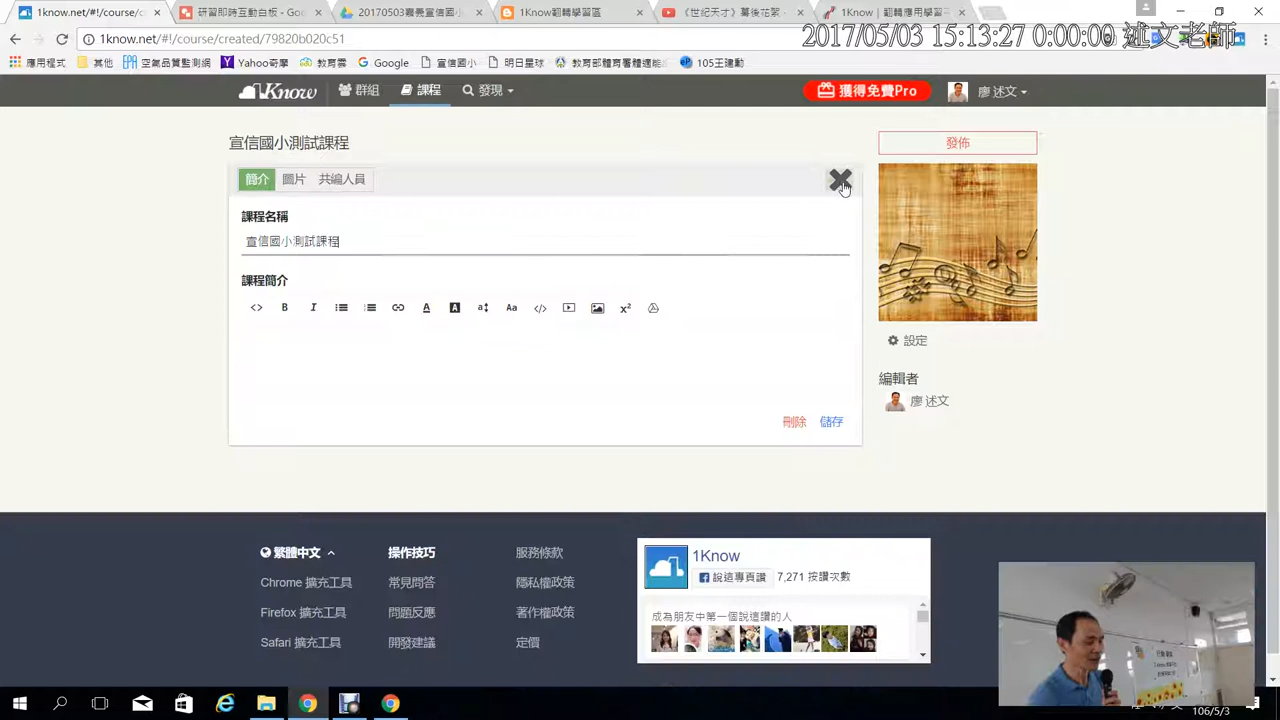 1know.net/#!/course/c
研習即時互動白板 - Goo
20170503嘉義宣信國小
1Know翻轉學習區
《世紀天才》幕後花絮 -
1Know｜翻轉應用學習平
1know.net/#!/course/created/79820b020c51
2017/05/03 15:13:27 0:00:00 述文老師
應用程式
其他
空氣品質監測網
Yahoo奇摩
教育雲
Google
宣信國小
明日星球
教育部體育署體適能
105王建勳
1Know
群組
課程
發現
獲得免費Pro
廖 述文
宣信國小測試課程
發佈
簡介 圖片 共編人員
課程名稱
宣信國小測試課程
課程簡介
設定
編輯者
廖 述文
刪除 儲存
繁體中文
Chrome 擴充工具
Firefox 擴充工具
Safari 擴充工具
操作技巧
常見問答
問題反應
開發建議
服務條款
隱私權政策
著作權政策
定價
1Know
說這專頁讚
7,271 按讚次數
成為朋友中第一個說這讚的人
106/5/3